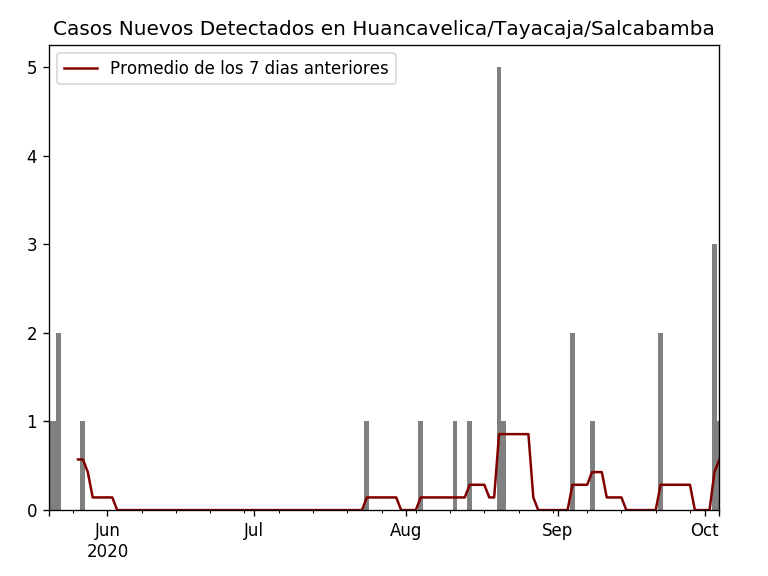 Casos Nuevos Detectados en Huancavelica/Tayacaja/Salcabamba
Promedio de los 7 dias anteriores
5
4
3
2
1
0
Jun
2020
Jul
Aug
Sep
Oct